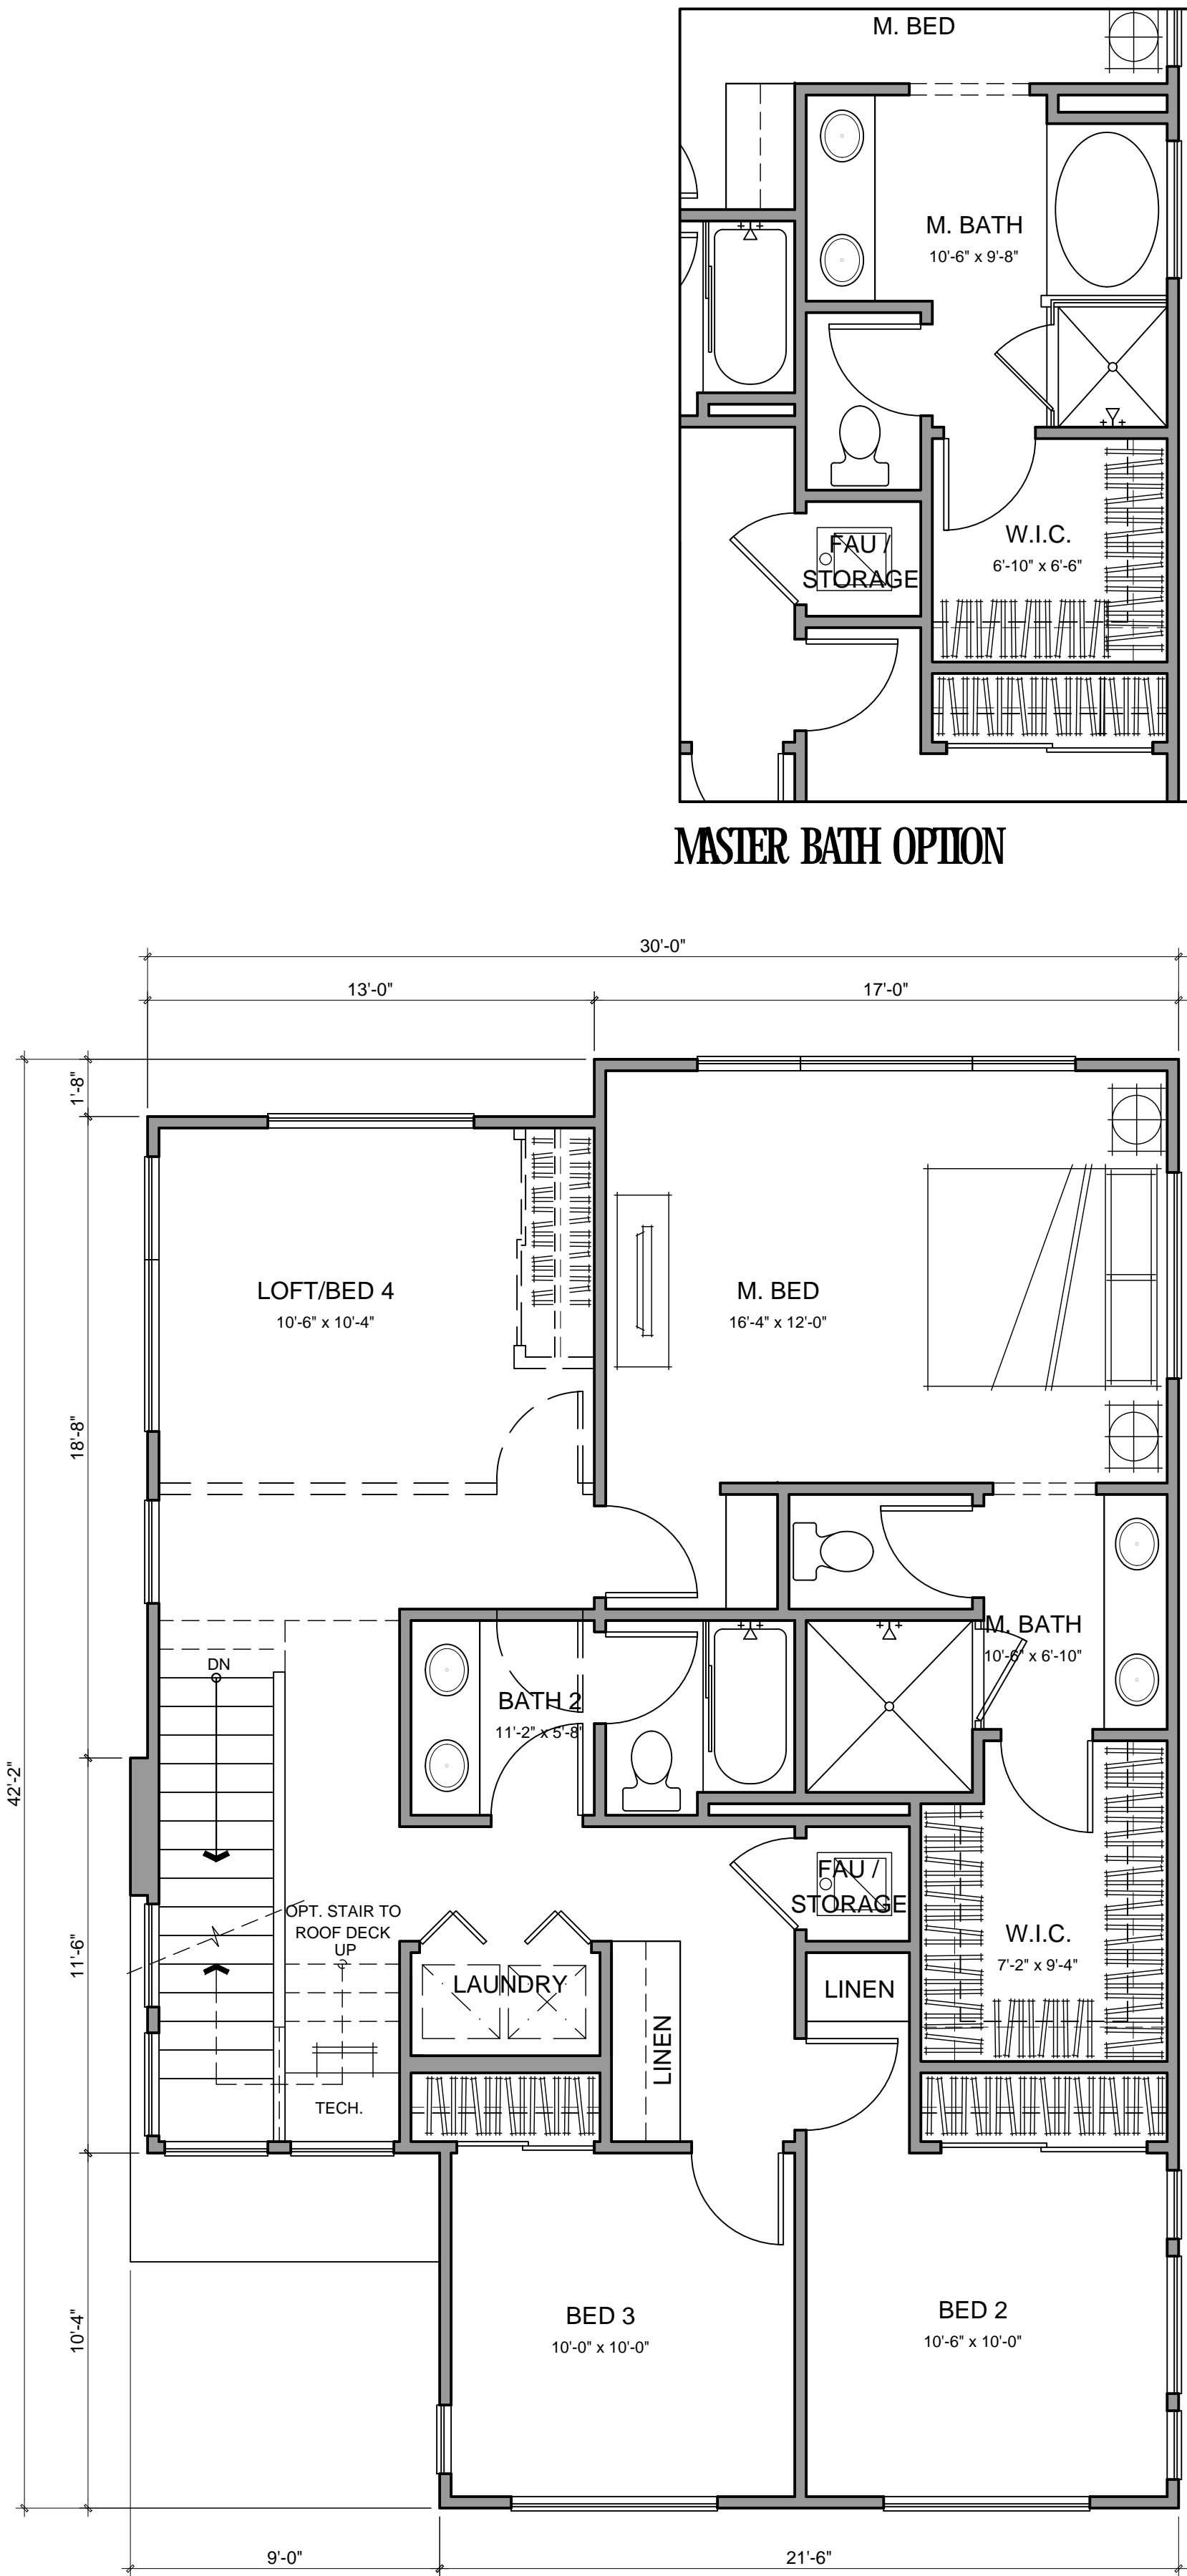 M. BED
M. BATH
10'-6" x 9'-8"
W.I.C.
6'-10" x 6'-6"
FAU /
STORAGE
MASTER BATH OPTION
30'-0"
13'-0"
17'-0"
1'-8"
18'-8"
42'-2"
11'-6"
10'-4"
LOFT/BED 4
10'-6" x 10'-4"
M. BED
16'-4" x 12'-0"
DN
BATH 2
11'-2" x 5'-8"
M. BATH
10'-6" x 6'-10"
OPT. STAIR TO
ROOF DECK
UP
LAUNDRY
FAU /
STORAGE
W.I.C.
7'-2" x 9'-4"
LINEN
LINEN
TECH.
BED 3
10'-0" x 10'-0"
BED 2
10'-6" x 10'-0"
9'-0"
21'-6"